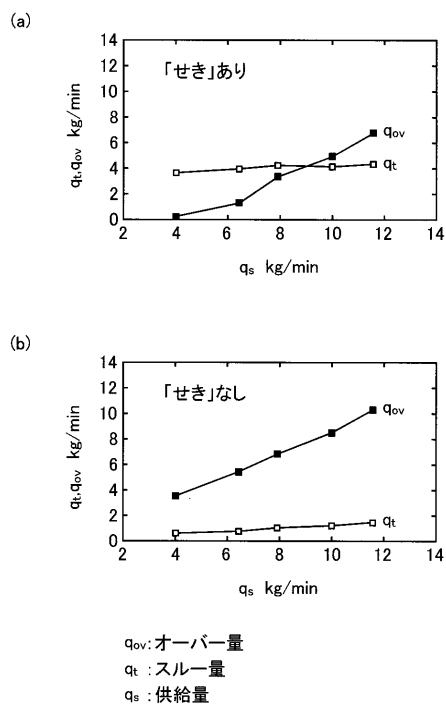 (a)
「せき」あり
14
12
10
8
6
4
2
0
qt,qov kg/min
qov
qt
2 4 6 8 10 12 14
qs kg/min
(b)
「せき」なし
14
12
10
8
6
4
2
0
qt,qov kg/min
qov
qt
2 4 6 8 10 12 14
qs kg/min
qov:オーバー量
qt :スルー量
qs :供給量